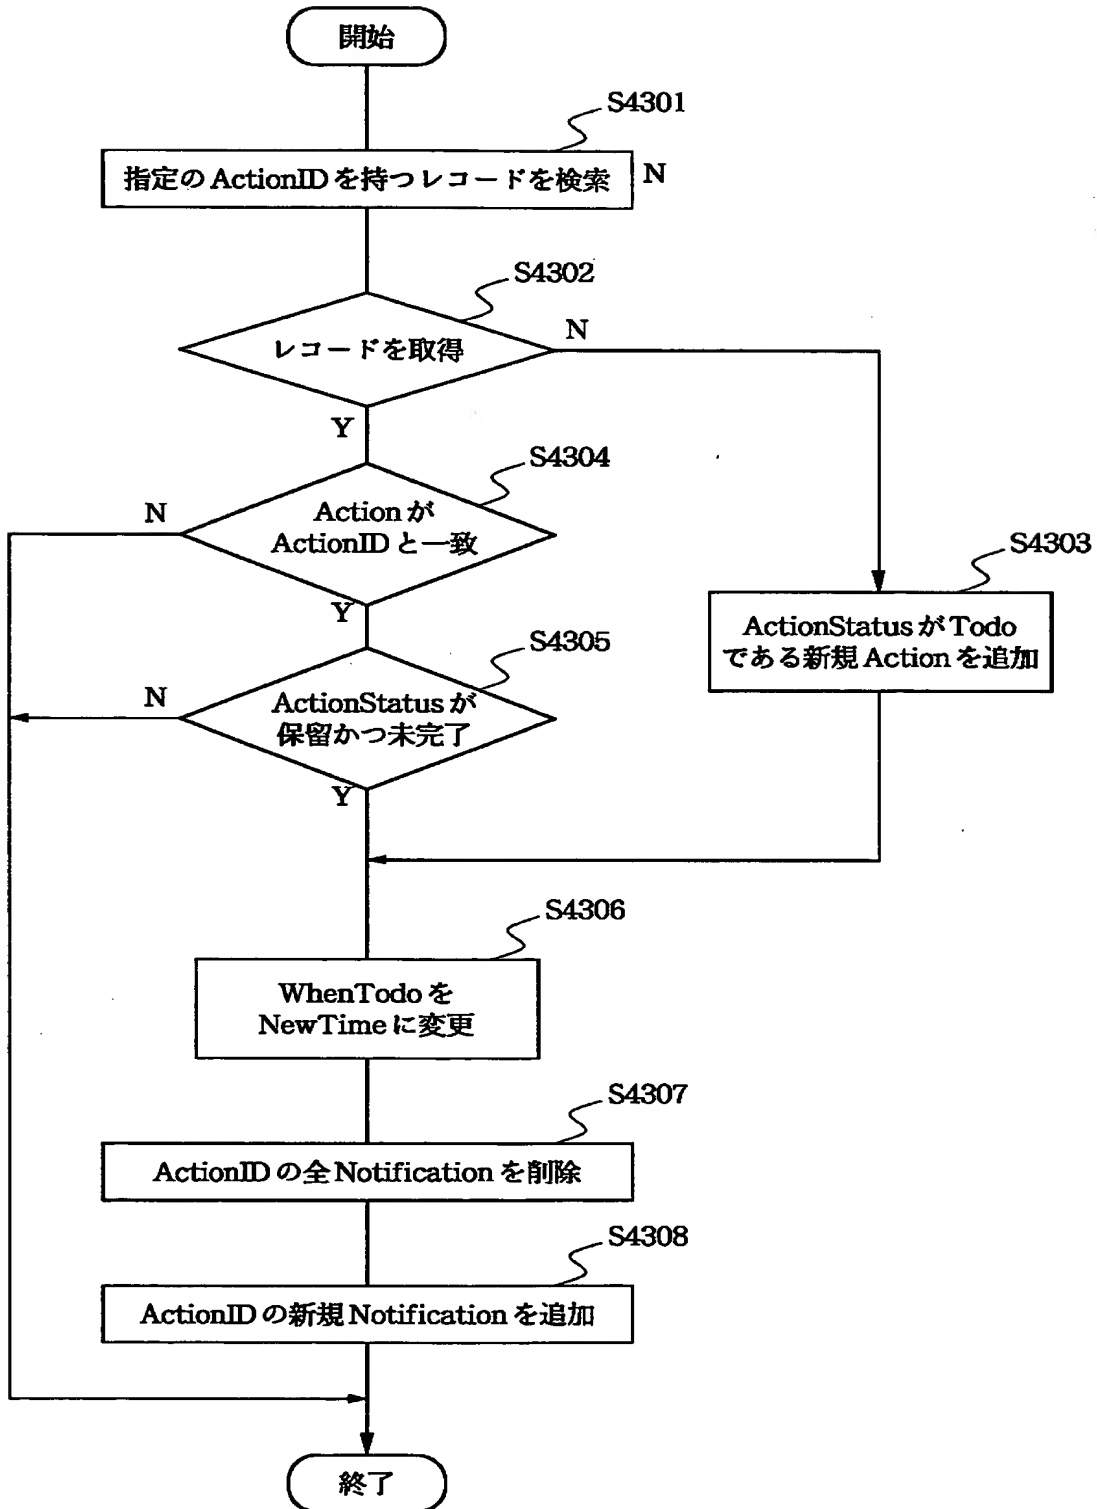 開始
S4301
指定のActionIDを持つレコードを検索
N
S4302
レコードを取得
N
Y
S4304
Actionが
ActionIDと一致
N
Y
S4303
ActionStatusがTodo
である新規Actionを追加
S4305
ActionStatusが
保留かつ未完了
N
Y
S4306
WhenTodoを
NewTimeに変更
S4307
ActionIDの全Notificationを削除
S4308
ActionIDの新規Notificationを追加
終了